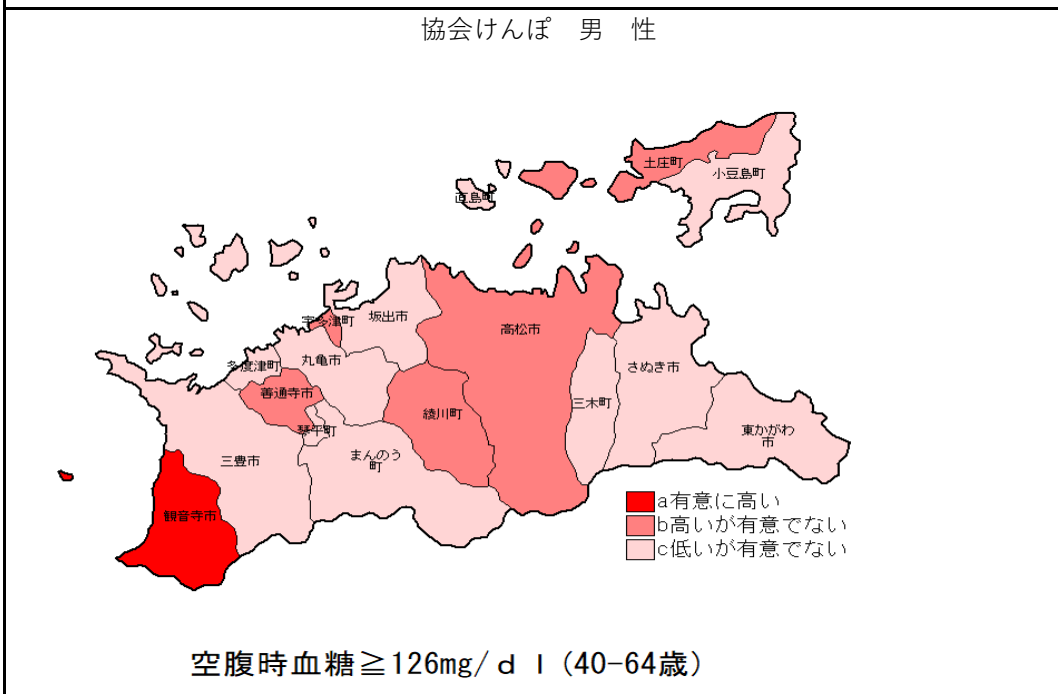 協会けんぽ　男　性
土庄町
小豆島町
直島町
宇多津町
坂出市
高松市
多度津町
丸亀市
さぬき市
善通寺市
綾川町
三木町
琴平町
東かがわ
市
まんのう
町
三豊市
観音寺市
a有意に高い
b高いが有意でない
c低いが有意でない
空腹時血糖≧126mg/ｄｌ(40-64歳)